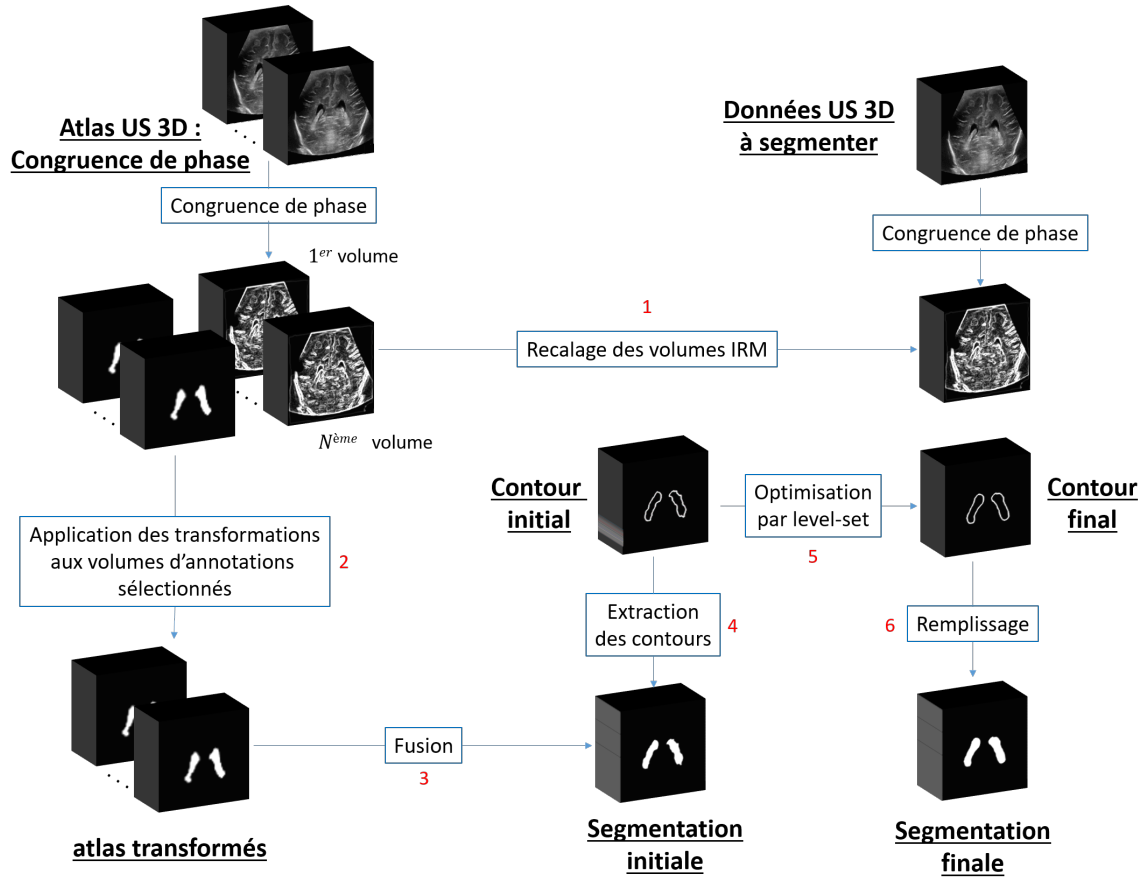 Atlas US 3D :
Congruence de phase
Données US 3D
à segmenter
Congruence de phase
Congruence de phase
1er volume
1
Recalage des volumes IRM
Nème volume
Contour
initial
Optimisation
par level-set
5
Contour
final
Application des transformations
aux volumes d’annotations
sélectionnés
2
Extraction
des contours
4
6
Remplissage
Fusion
3
atlas transformés
Segmentation
initiale
Segmentation
finale